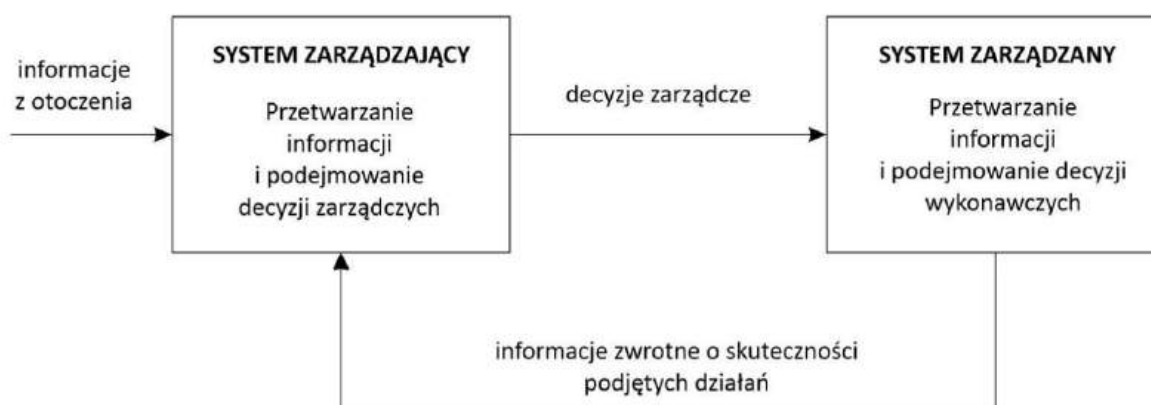 informacje
z otoczenia
SYSTEM ZARZĄDZAJĄCY
Przetwarzanie
informacji
i podejmowanie
decyzji zarządczych
decyzje zarządcze
SYSTEM ZARZĄDZANY
Przetwarzanie
informacji
i podejmowanie decyzji
wykonawczych
informacje zwrotne o skuteczności
podjętych działań